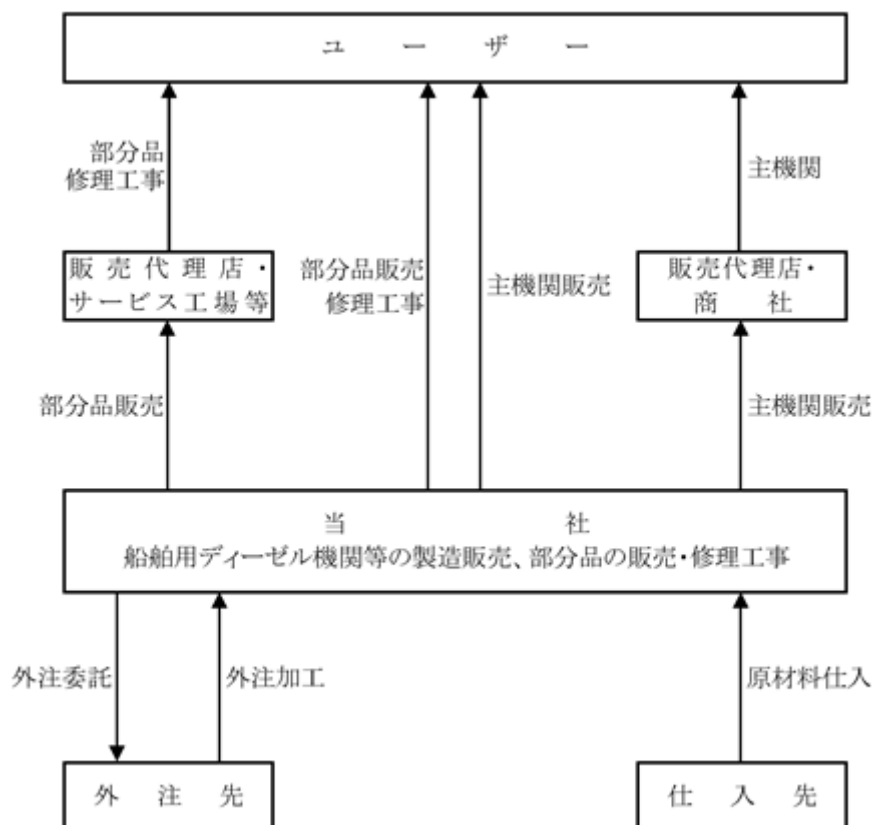 ユーザー
部分品
修理工事
主機関
販売代理店・
サービス工場等
部分品販売
修理工事
主機関販売
販売代理店・
商社
部分品販売
主機関販売
当社
船舶用ディーゼル機関等の製造販売、部分品の販売・修理工事
外注委託
外注加工
原材料仕入
外注先
仕入先